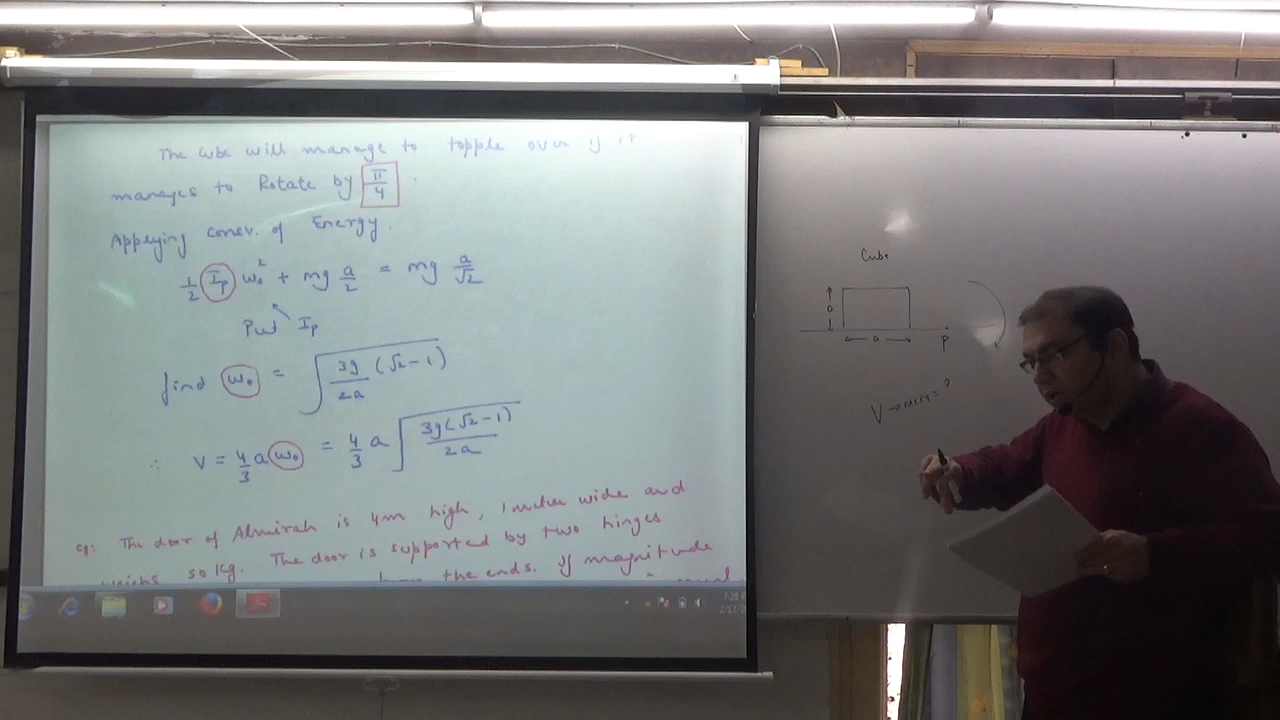 The cube will manage to topple over if it
manages to Rotate by π/4 .
Applying consv. of Energy.
1/2 Ip ω₀² + mg a/2 = mg a/√2
Put Ip
find ω₀ = √(3g/2a (√2-1))
∴ V = 4/3 a ω₀ = 4/3 a √(3g(√2-1)/2a)
eg: The door of Almirah is 4m high, 1 meter wide and
weighs 50 kg. The door is supported by two hinges
the ends. If magnitude
Cube
a
a
P
V → MIN = ?